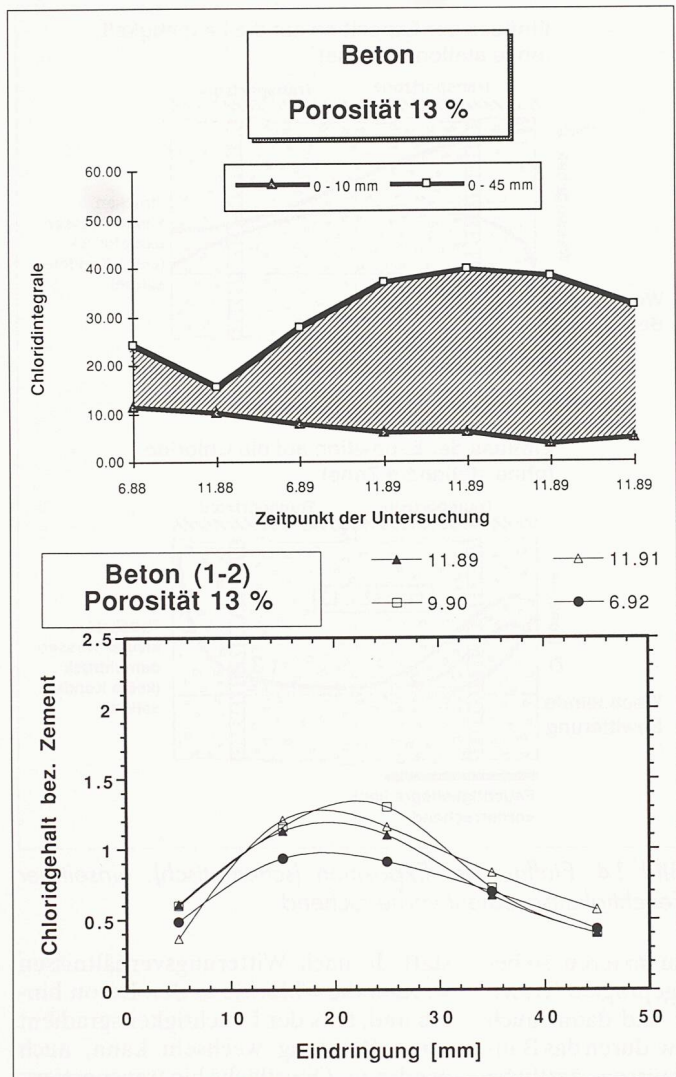 Beton
Porosität 13 %
0 - 10 mm 0 - 45 mm
60.00
50.00
40.00
30.00
20.00
10.00
0.00
Chloridintegrale
6.88 11.88 6.89 11.89 11.89 11.89 11.89
Zeitpunkt der Untersuchung
Beton (1-2)
Porosität 13 %
11.89 11.91
9.90 6.92
2.5
2
1.5
1
0.5
0
Chloridgehalt bez. Zement
0 10 20 30 40 50
Eindringung [mm]